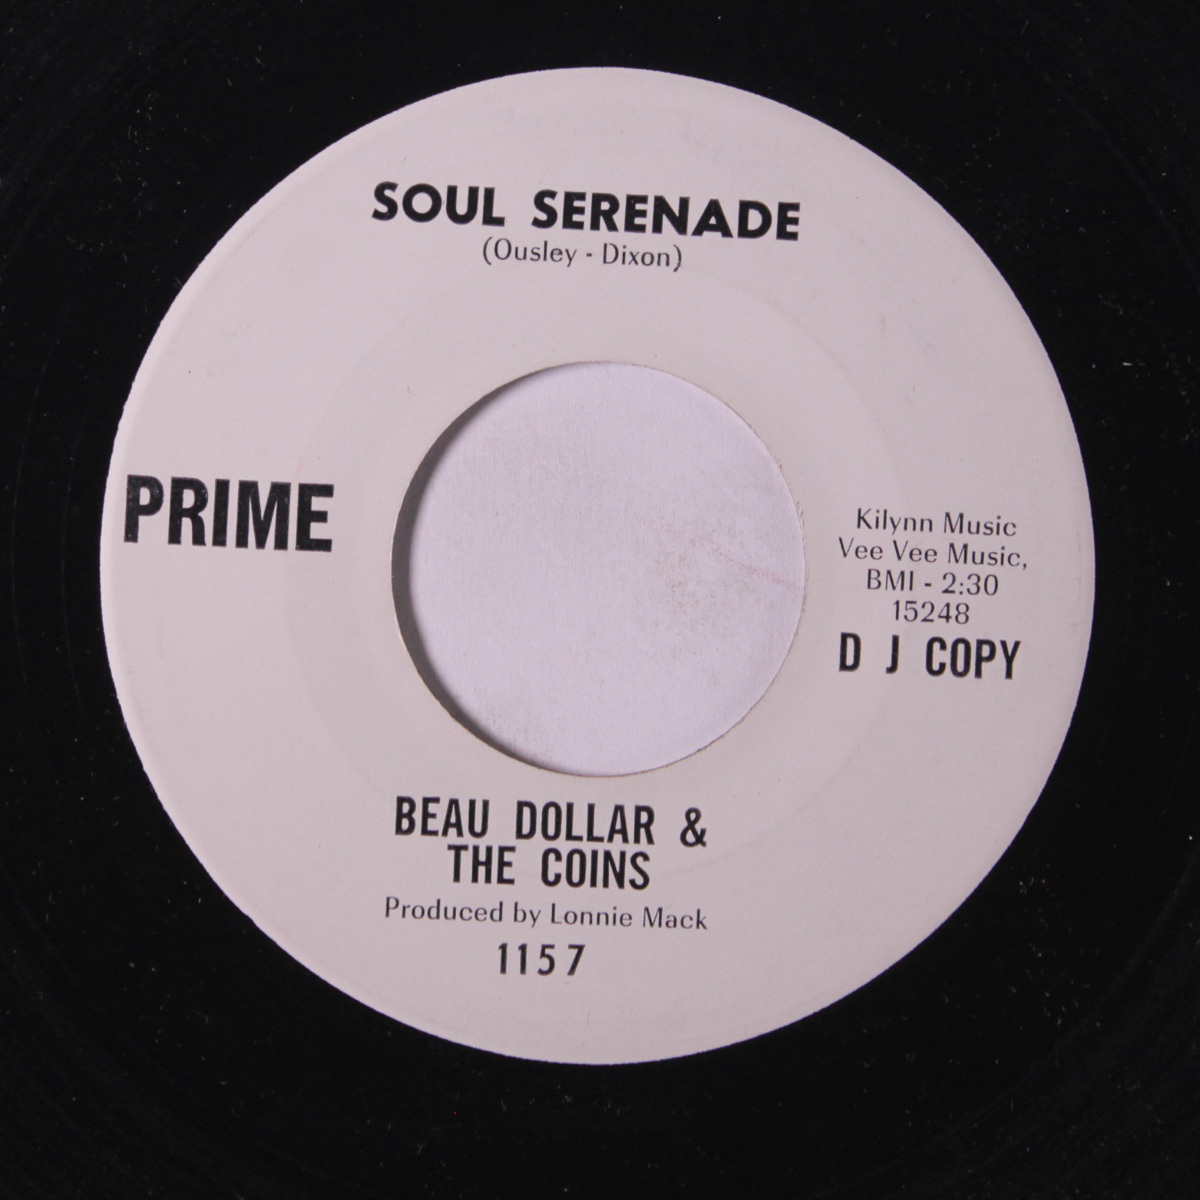 SOUL SERENADE
(Ousley - Dixon)
PRIME
Kilynn Music
Vee Vee Music,
BMI - 2:30
15248
D J COPY
BEAU DOLLAR &
THE COINS
Produced by Lonnie Mack
1157